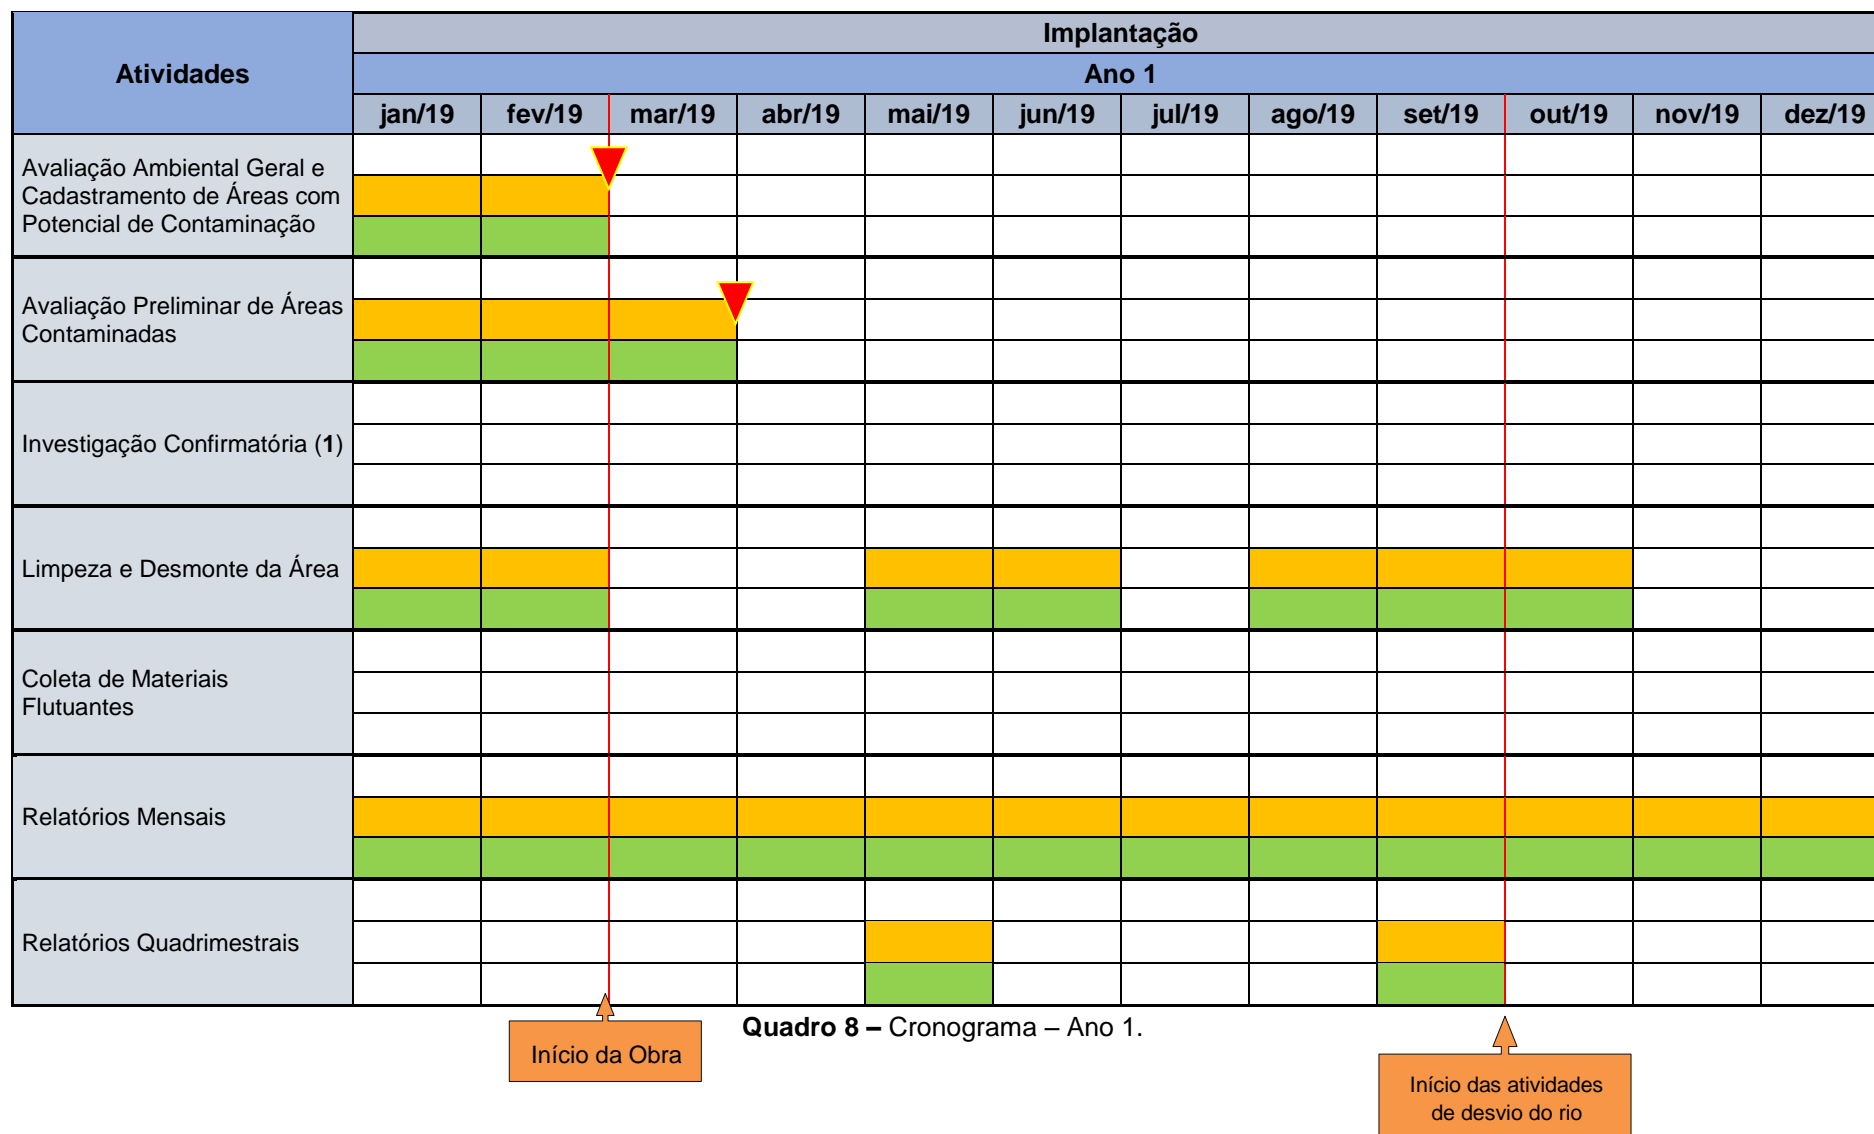 Atividades
Implantação
Ano 1
jan/19 fev/19 mar/19 abr/19 mai/19 jun/19 jul/19 ago/19 set/19 out/19 nov/19 dez/19
Avaliação Ambiental Geral e
Cadastramento de Áreas com
Potencial de Contaminação
Avaliação Preliminar de Áreas
Contaminadas
Investigação Confirmatória (1)
Limpeza e Desmonte da Área
Coleta de Materiais
Flutuantes
Relatórios Mensais
Relatórios Quadrimestrais
Quadro 8 – Cronograma – Ano 1.
Início da Obra
Início das atividades
de desvio do rio